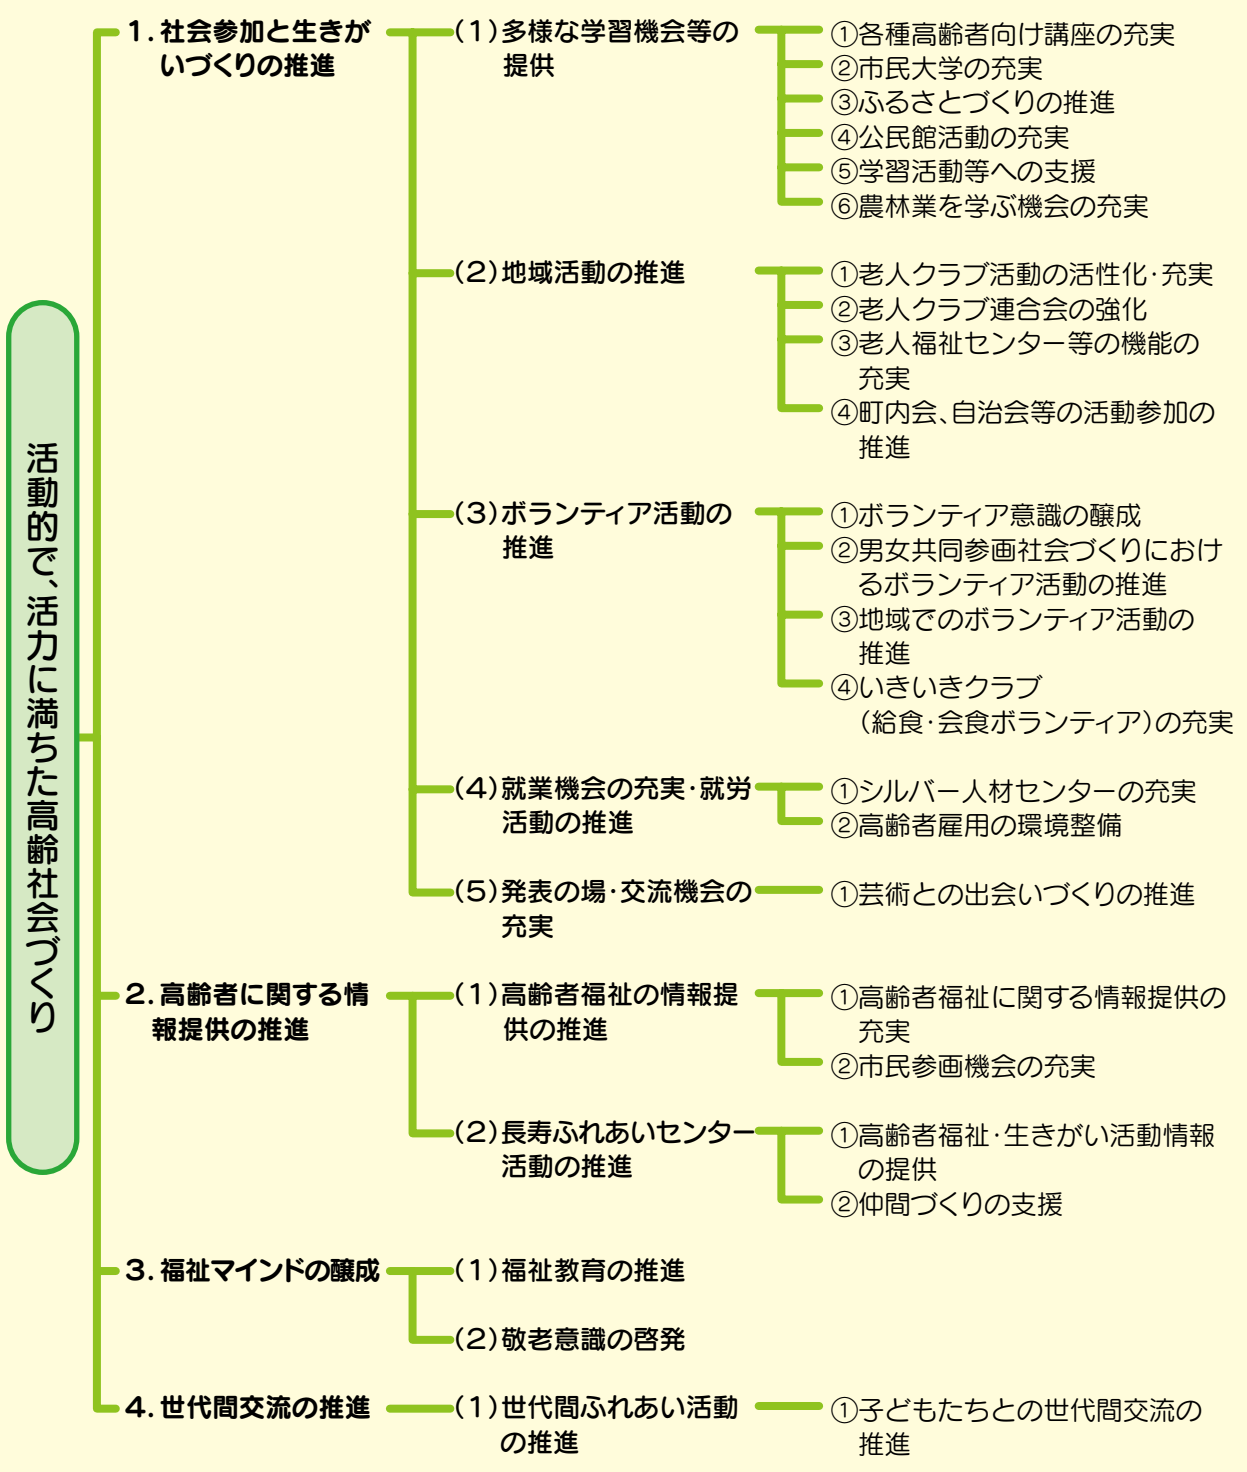 活動的で、活力に満ちた高齢社会づくり
1. 社会参加と生きが
いづくりの推進
(1)多様な学習機会等の
提供
①各種高齢者向け講座の充実
②市民大学の充実
③ふるさとづくりの推進
④公民館活動の充実
⑤学習活動等への支援
⑥農林業を学ぶ機会の充実
(2)地域活動の推進
①老人クラブ活動の活性化・充実
②老人クラブ連合会の強化
③老人福祉センター等の機能の
充実
④町内会、自治会等の活動参加の
推進
(3)ボランティア活動の
推進
①ボランティア意識の醸成
②男女共同参画社会づくりにおけ
るボランティア活動の推進
③地域でのボランティア活動の
推進
④いきいきクラブ
(給食・会食ボランティア)の充実
(4)就業機会の充実・就労
活動の推進
①シルバー人材センターの充実
②高齢者雇用の環境整備
(5)発表の場・交流機会の
充実
①芸術との出会いづくりの推進
2. 高齢者に関する情
報提供の推進
(1)高齢者福祉の情報提
供の推進
①高齢者福祉に関する情報提供の
充実
②市民参画機会の充実
(2)長寿ふれあいセンター
活動の推進
①高齢者福祉・生きがい活動情報
の提供
②仲間づくりの支援
3. 福祉マインドの醸成
(1)福祉教育の推進
(2)敬老意識の啓発
4. 世代間交流の推進
(1)世代間ふれあい活動
の推進
①子どもたちとの世代間交流の
推進